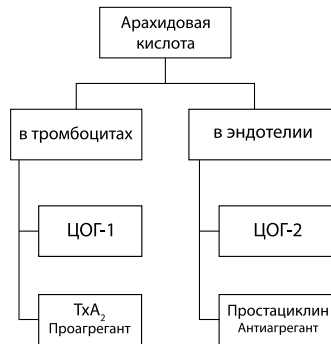 Арахидовая
кислота
в тромбоцитах
в эндотелии
ЦОГ-1
ЦОГ-2
TxA₂
Проагрегант
Простациклин
Антиагрегант